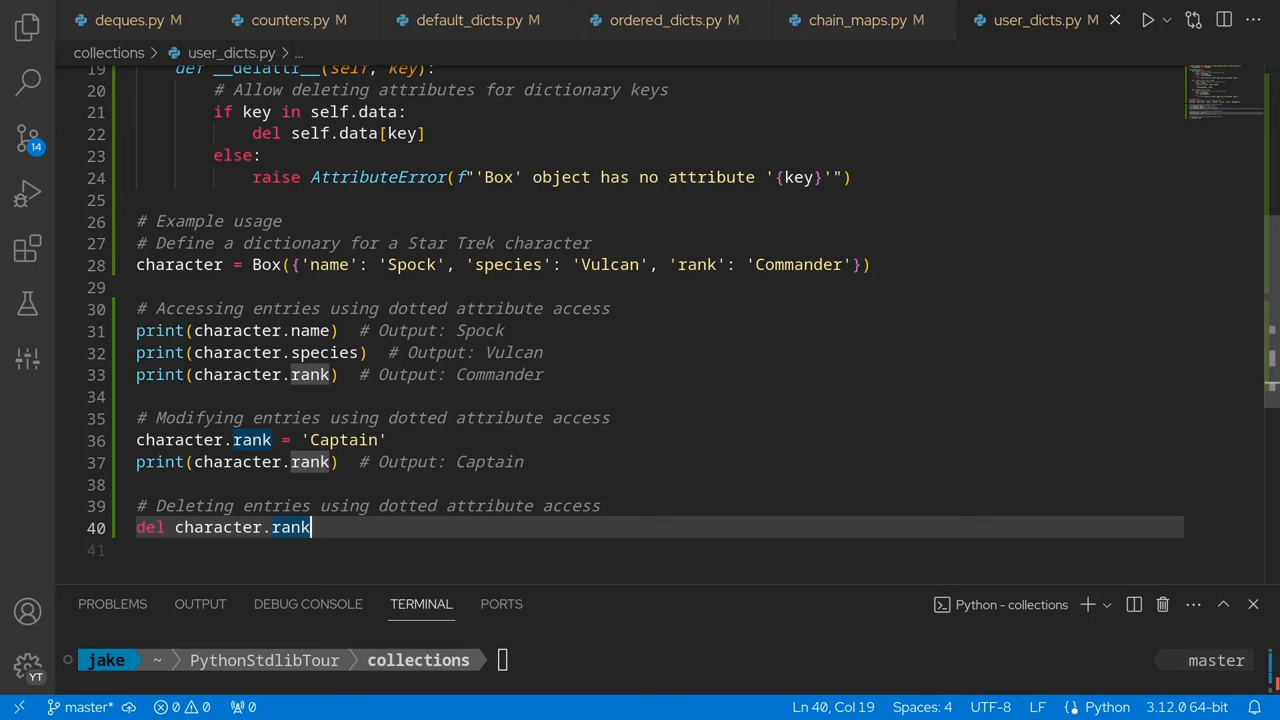 deques.py M counters.py M default_dicts.py M ordered_dicts.py M chain_maps.py M user_dicts.py M
collections > user_dicts.py > ...
19 def __delattr__(self, key):
20 # Allow deleting attributes for dictionary keys
21 if key in self.data:
22 del self.data[key]
23 else:
24 raise AttributeError(f"'Box' object has no attribute '{key}'")
25
26 # Example usage
27 # Define a dictionary for a Star Trek character
28 character = Box({'name': 'Spock', 'species': 'Vulcan', 'rank': 'Commander'})
29
30 # Accessing entries using dotted attribute access
31 print(character.name) # Output: Spock
32 print(character.species) # Output: Vulcan
33 print(character.rank) # Output: Commander
34
35 # Modifying entries using dotted attribute access
36 character.rank = 'Captain'
37 print(character.rank) # Output: Captain
38
39 # Deleting entries using dotted attribute access
40 del character.rank
41
14
PROBLEMS OUTPUT DEBUG CONSOLE TERMINAL PORTS Python - collections
jake ~ PythonStdlibTour collections master
YT
master* 0 0 0 Ln 40, Col 19 Spaces: 4 UTF-8 LF Python 3.12.0 64-bit